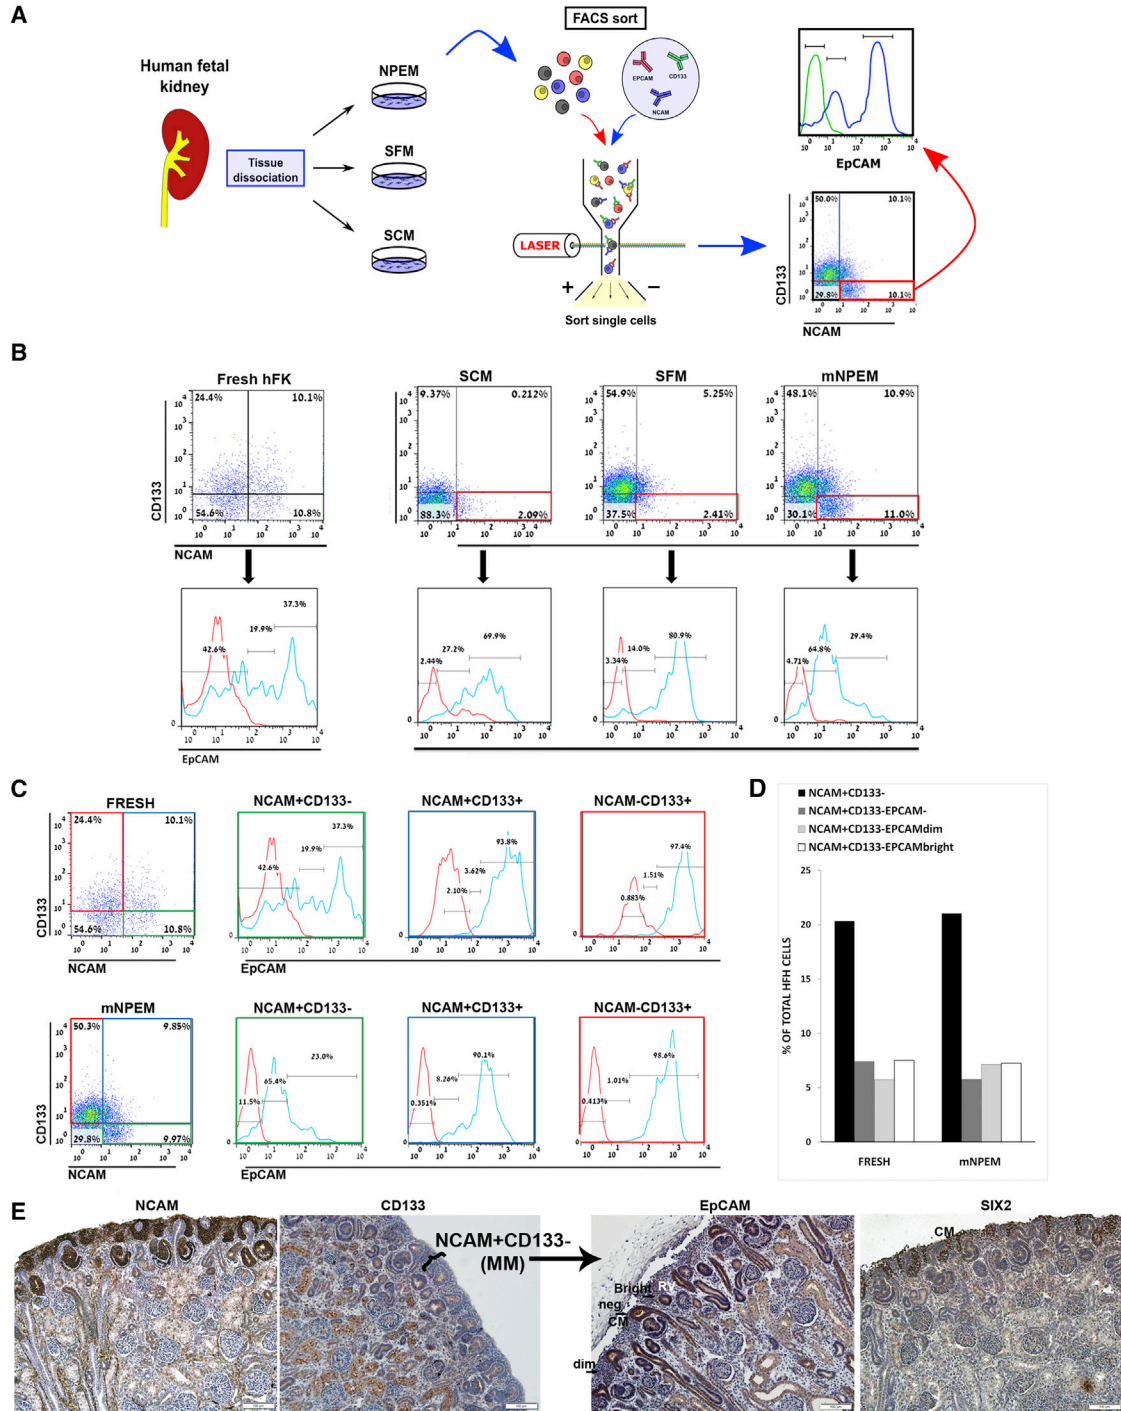 A
FACS sort
Human fetal
kidney
Tissue
dissociation
NPEM
SFM
SCM
EPCAM
CD133
NCAM
LASER
+
−
Sort single cells
EpCAM
50.0%
10.1%
29.8%
10.1%
CD133
NCAM
B
Fresh hFK
SCM
SFM
mNPEM
24.4%
10.1%
54.6%
10.8%
9.37%
0.212%
88.3%
2.09%
54.9%
5.25%
37.5%
2.41%
48.1%
10.9%
30.1%
11.0%
CD133
NCAM
42.6%
19.9%
37.3%
2.44%
27.2%
69.9%
3.34%
14.0%
80.9%
4.71%
64.8%
29.4%
EpCAM
C
FRESH
NCAM+CD133-
NCAM+CD133+
NCAM-CD133+
24.4%
10.1%
54.6%
10.8%
CD133
NCAM
42.6%
19.9%
37.3%
2.10%
3.62%
93.8%
0.883%
1.51%
97.4%
EpCAM
mNPEM
NCAM+CD133-
NCAM+CD133+
NCAM-CD133+
50.3%
9.85%
29.8%
9.97%
CD133
NCAM
11.5%
65.4%
23.0%
0.351%
8.26%
90.1%
0.413%
1.01%
98.6%
EpCAM
D
NCAM+CD133-
NCAM+CD133-EPCAM-
NCAM+CD133-EPCAMdim
NCAM+CD133-EPCAMbright
25
20
15
10
5
0
% OF TOTAL HFH CELLS
FRESH
mNPEM
E
NCAM
CD133
EpCAM
SIX2
NCAM+CD133-
(MM)
Bright
neg
CM
dim
CM